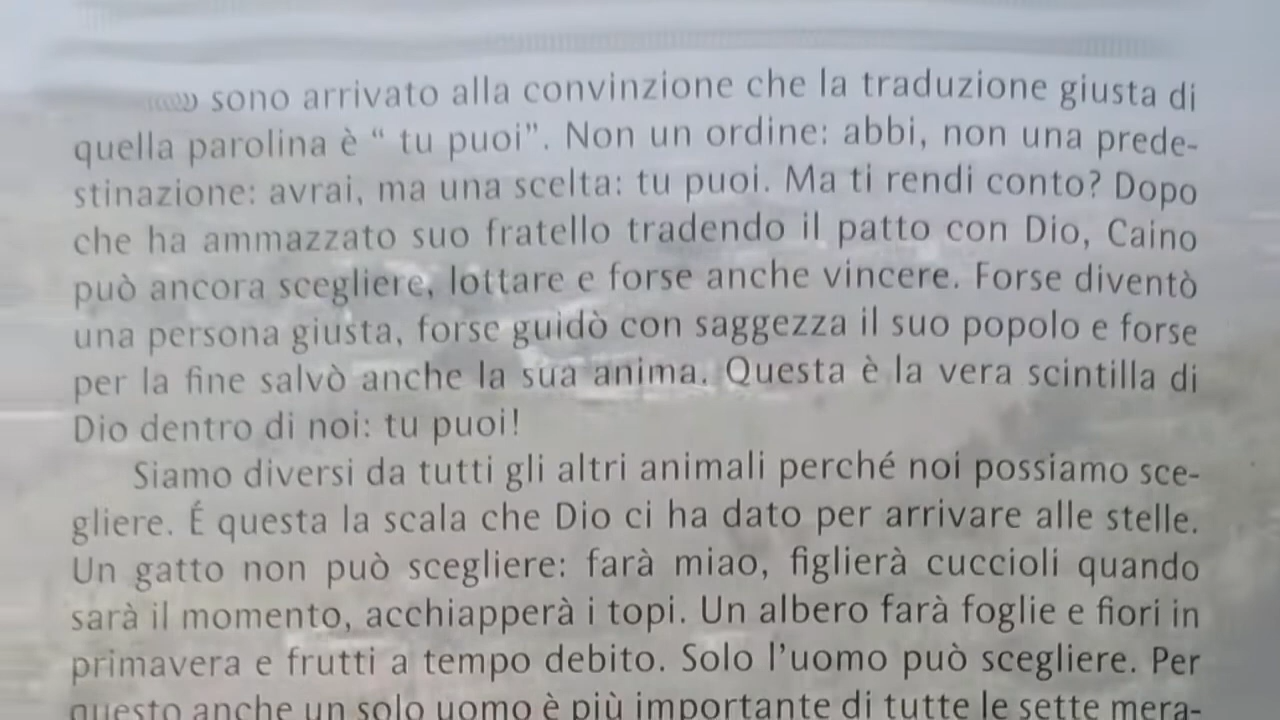 sono arrivato alla convinzione che la traduzione giusta di
quella parolina è “ tu puoi”. Non un ordine: abbi, non una prede-
stinazione: avrai, ma una scelta: tu puoi. Ma ti rendi conto? Dopo
che ha ammazzato suo fratello tradendo il patto con Dio, Caino
può ancora scegliere, lottare e forse anche vincere. Forse diventò
una persona giusta, forse guidò con saggezza il suo popolo e forse
per la fine salvò anche la sua anima. Questa è la vera scintilla di
Dio dentro di noi: tu puoi!
Siamo diversi da tutti gli altri animali perché noi possiamo sce-
gliere. É questa la scala che Dio ci ha dato per arrivare alle stelle.
Un gatto non può scegliere: farà miao, figlierà cuccioli quando
sarà il momento, acchiapperà i topi. Un albero farà foglie e fiori in
primavera e frutti a tempo debito. Solo l’uomo può scegliere. Per
questo anche un solo uomo è più importante di tutte le sette mera-